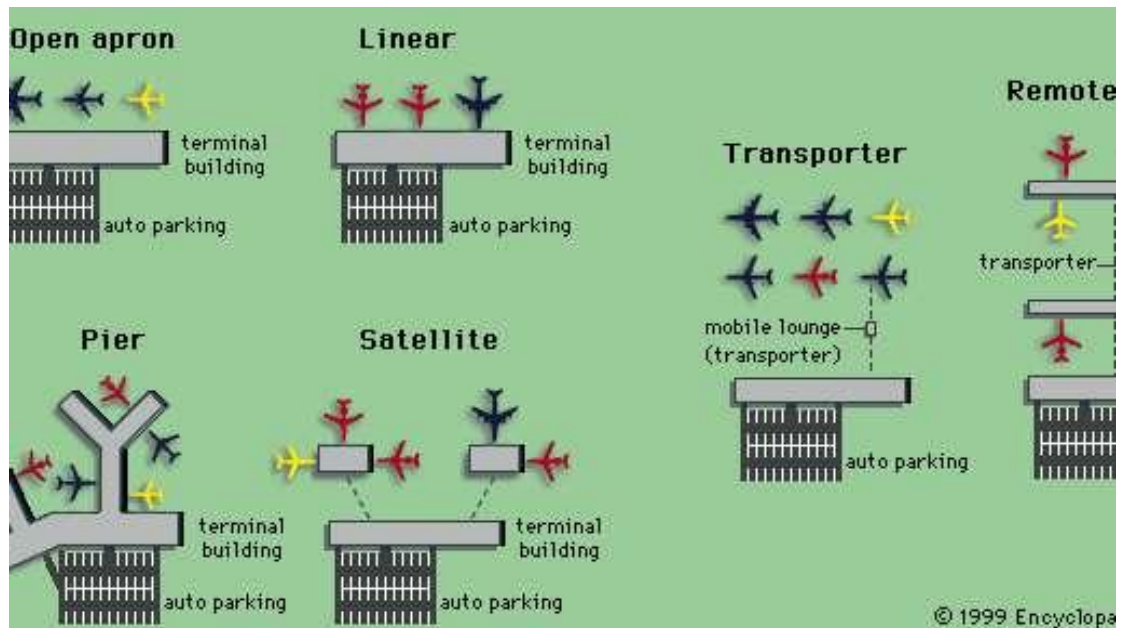 Open apron
terminal
building
auto parking
Linear
terminal
building
auto parking
Transporter
mobile lounge
(transporter)
auto parking
Remote
transporter
Pier
terminal
building
auto parking
Satellite
terminal
building
auto parking
© 1999 Encyclopa